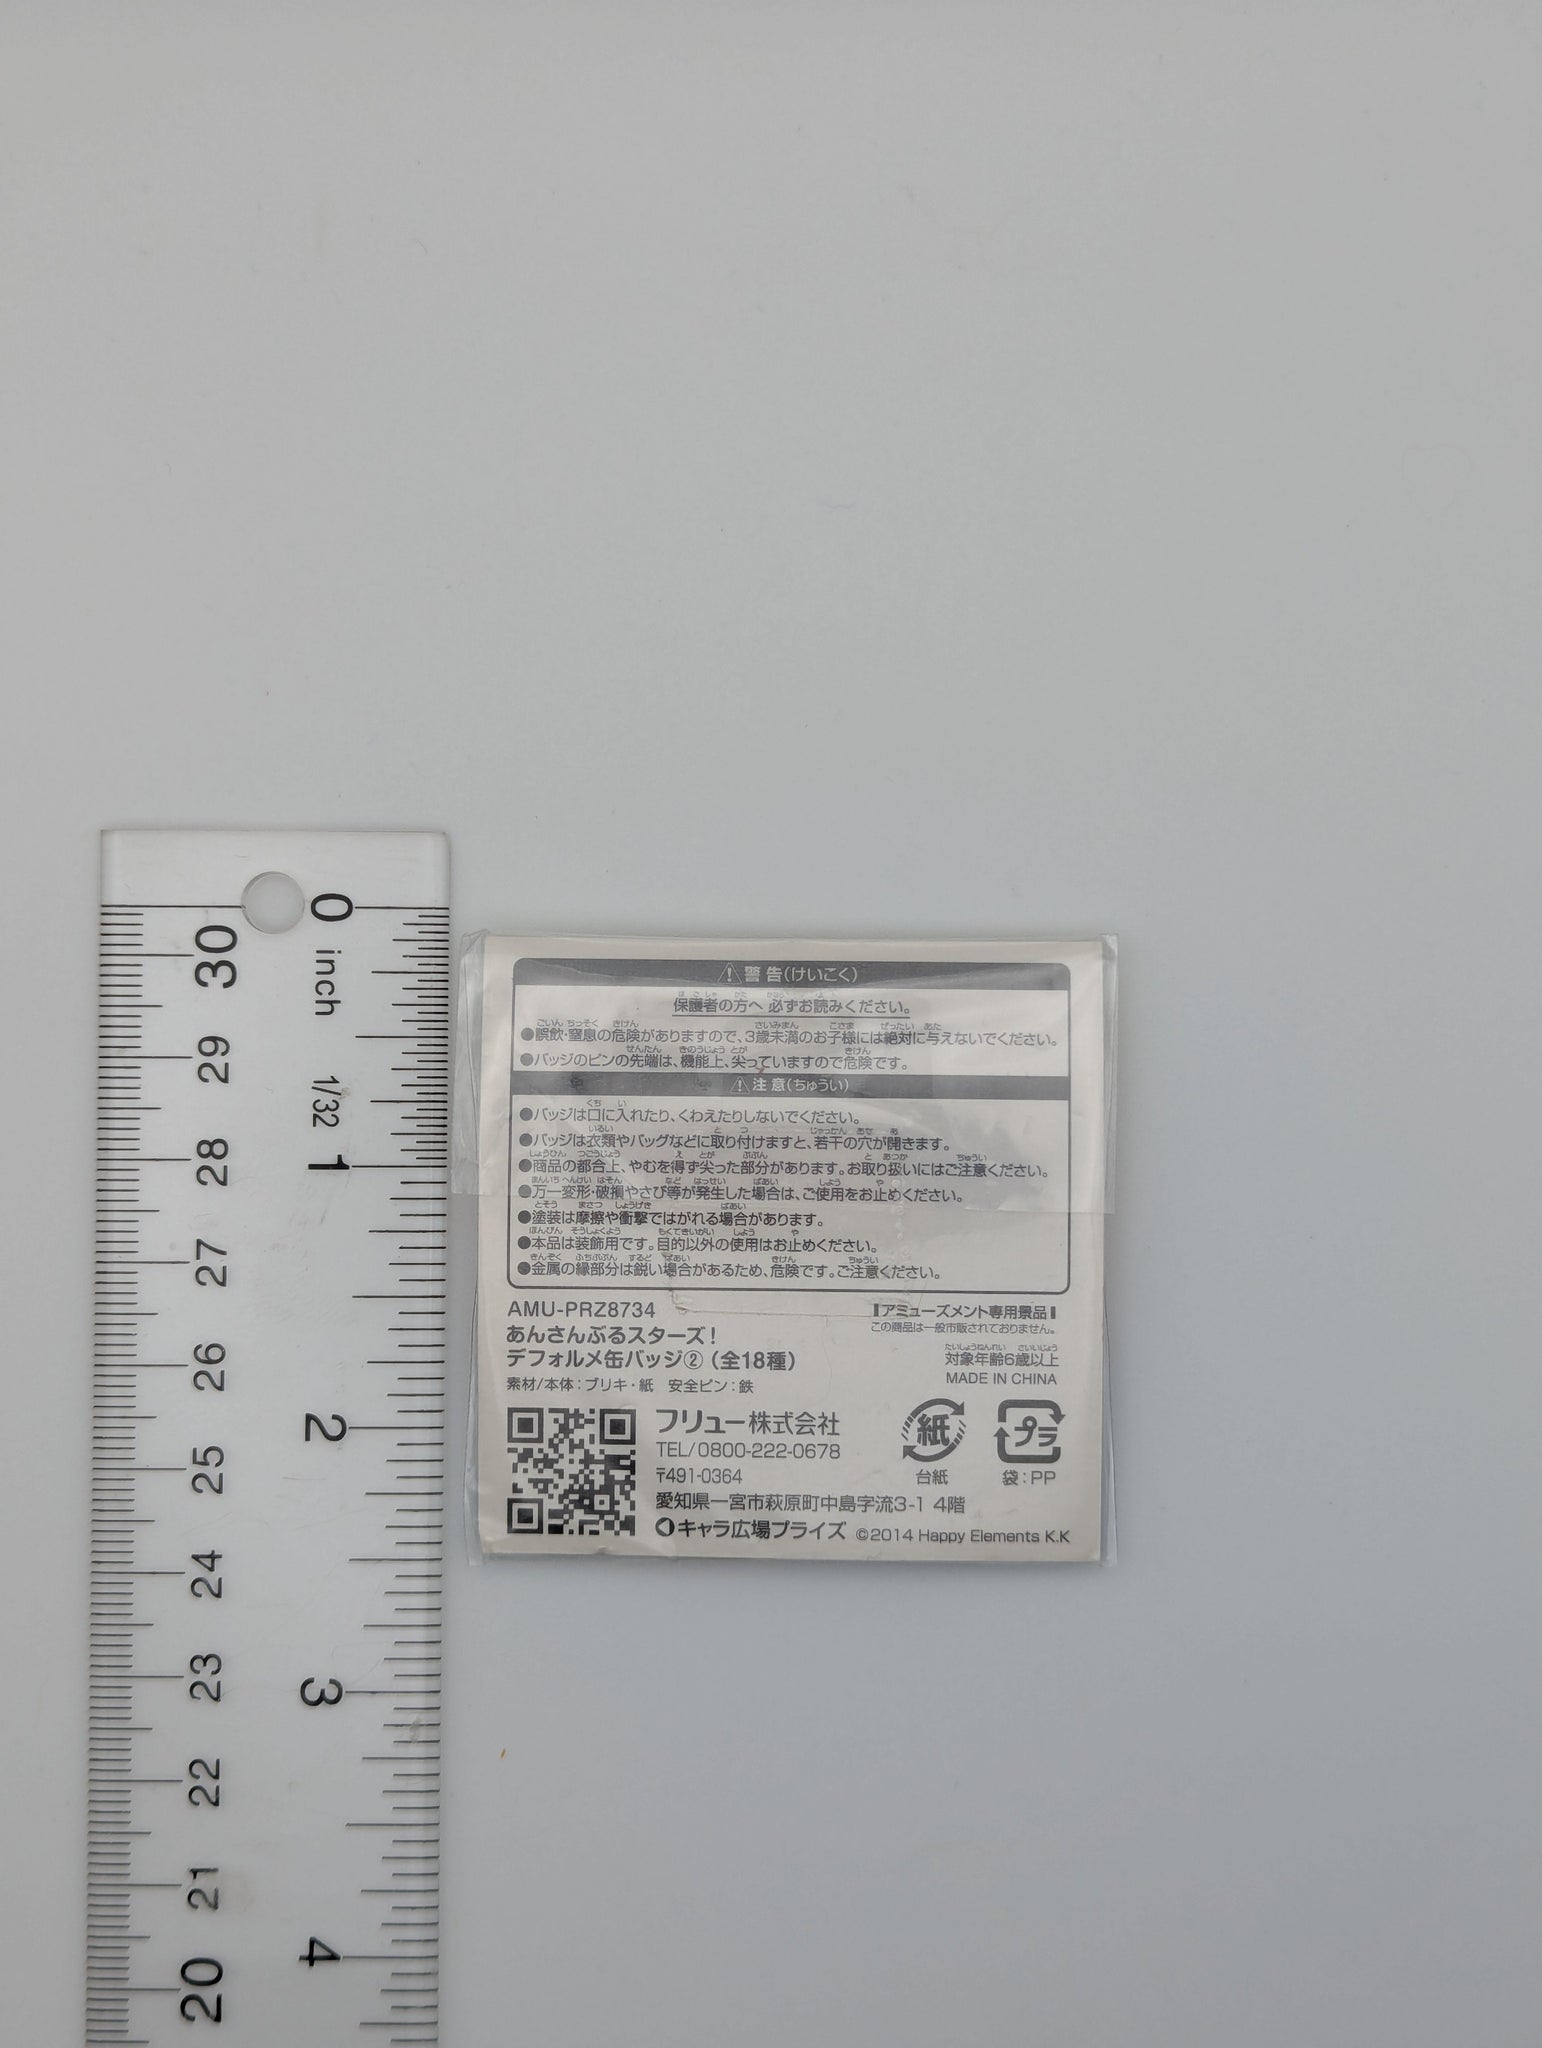 0
inch
1/32
1
2
3
4
30
29
28
27
26
25
24
23
22
21
20
警告(けいこく)
保護者の方へ 必ずお読みください。
●誤飲・窒息の危険がありますので、3歳未満のお子様には絶対に与えないでください。
●バッジのピンの先端は、機能上、尖っていますので危険です。
注意(ちゅうい)
●バッジは口に入れたり、くわえたりしないでください。
●バッジは衣類やバッグなどに取り付けますと、若干の穴が開きます。
●商品の都合上、やむを得ず尖った部分があります。お取り扱いにはご注意ください。
●万一変形・破損やさび等が発生した場合は、ご使用をお止めください。
●塗装は摩擦や衝撃ではがれる場合があります。
●本品は装飾用です。目的以外の使用はお止めください。
●金属の縁部分は鋭い場合があるため、危険です。ご注意ください。
AMU-PRZ8734
あんさんぶるスターズ!
デフォルメ缶バッジ②(全18種)
素材/本体:ブリキ・紙 安全ピン:鉄
アミューズメント専用景品
この商品は一般市販されておりません。
対象年齢6歳以上
MADE IN CHINA
フリュー株式会社
TEL/0800-222-0678
〒491-0364
愛知県一宮市萩原町中島字流3-1 4階
キャラ広場プライズ ©2014 Happy Elements K.K
紙
台紙
プラ
袋:PP